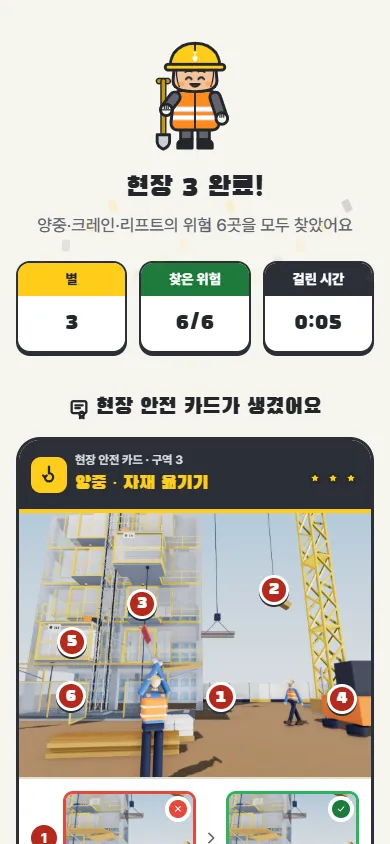 현장 3 완료!
양중·크레인·리프트의 위험 6곳을 모두 찾았어요
별
찾은 위험
걸린 시간
3
6/6
0:05
현장 안전 카드가 생겼어요
현장 안전 카드 · 구역 3
양중 · 자재 옮기기
2
3
5
6
1
4
1